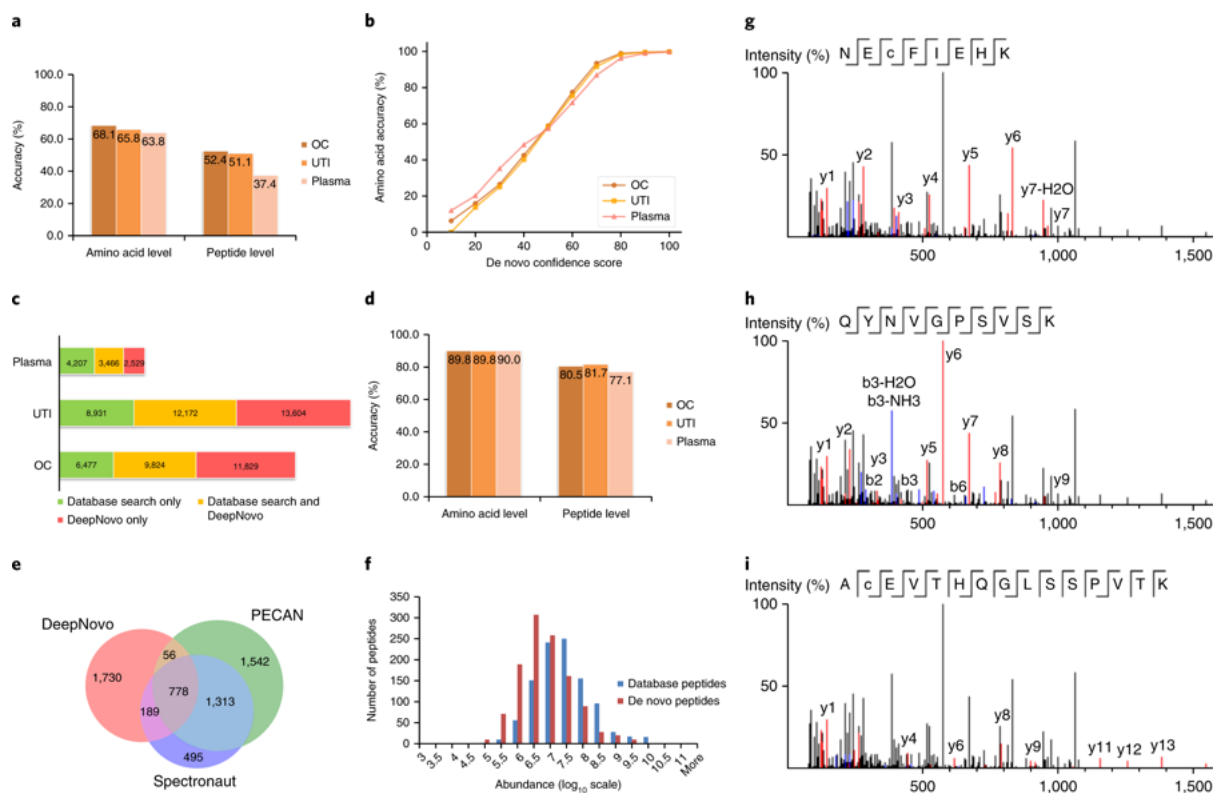 a
Accuracy (%)
100.0
80.0
60.0
40.0
20.0
0.0
68.1 65.8 63.8
52.4 51.1 37.4
Amino acid level Peptide level
OC
UTI
Plasma
b
Amino acid accuracy (%)
100
80
60
40
20
0
0 20 40 60 80 100
De novo confidence score
OC
UTI
Plasma
c
Plasma 4,207 3,466 2,529
UTI 8,931 12,172 13,604
OC 6,477 9,824 11,829
Database search only
Database search and
DeepNovo
DeepNovo only
d
Accuracy (%)
100.0
80.0
60.0
40.0
20.0
0.0
89.8 89.8 90.0
80.5 81.7 77.1
Amino acid level Peptide level
OC
UTI
Plasma
e
DeepNovo
PECAN
56
1,730
1,542
778
1,313
189
495
Spectronaut
f
Number of peptides
350
300
250
200
150
100
50
0
3 3.5 4 4.5 5 5.5 6 6.5 7 7.5 8 8.5 9 9.5 10 10.5 11 More
Abundance (log10 scale)
Database peptides
De novo peptides
g
Intensity (%) N E c F I E H K
100
50
y1 y2 y3 y4 y5 y6
y7-H2O
y7
500 1,000 1,500
h
Intensity (%) Q Y N V G P S V S K
100
50
y6
b3-H2O
b3-NH3
y1 y2 y3 b2 b3 y5 b6 y7 y8 y9
500 1,000 1,500
i
Intensity (%) A c E V T H Q G L S S P V T K
100
50
y1 y4 y6 y8 y9 y11 y12 y13
500 1,000 1,500